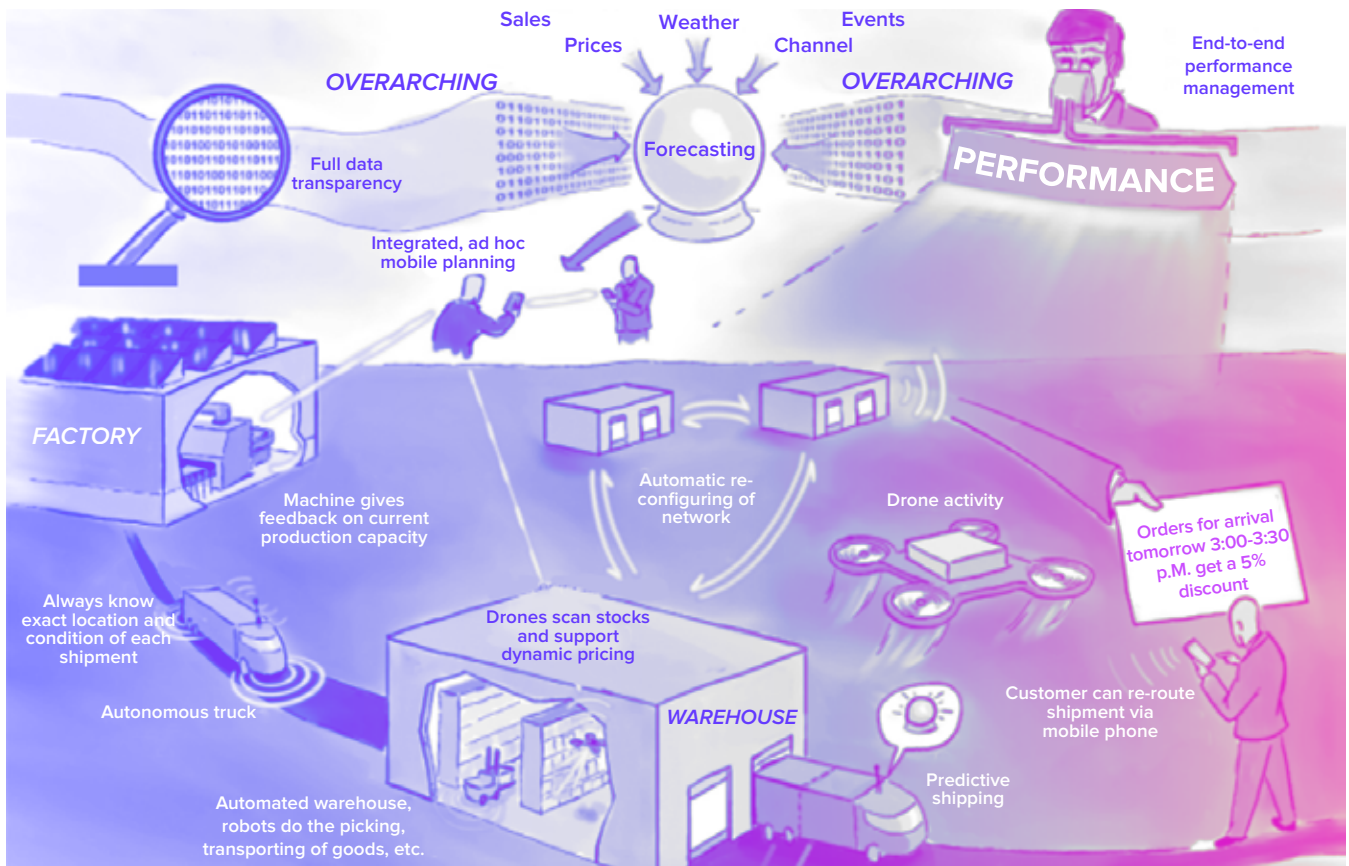 Sales
Weather
Events
Prices
Channel
OVERARCHING
OVERARCHING
End-to-end
performance
management
Full data
transparency
Forecasting
PERFORMANCE
Integrated, ad hoc
mobile planning
FACTORY
Machine gives
feedback on current
production capacity
Automatic re-
configuring of
network
Drone activity
Orders for arrival
tomorrow 3:00-3:30
p.M. get a 5%
discount
Always know
exact location and
condition of each
shipment
Autonomous truck
Drones scan stocks
and support
dynamic pricing
WAREHOUSE
Customer can re-route
shipment via
mobile phone
Predictive
shipping
Automated warehouse,
robots do the picking,
transporting of goods, etc.